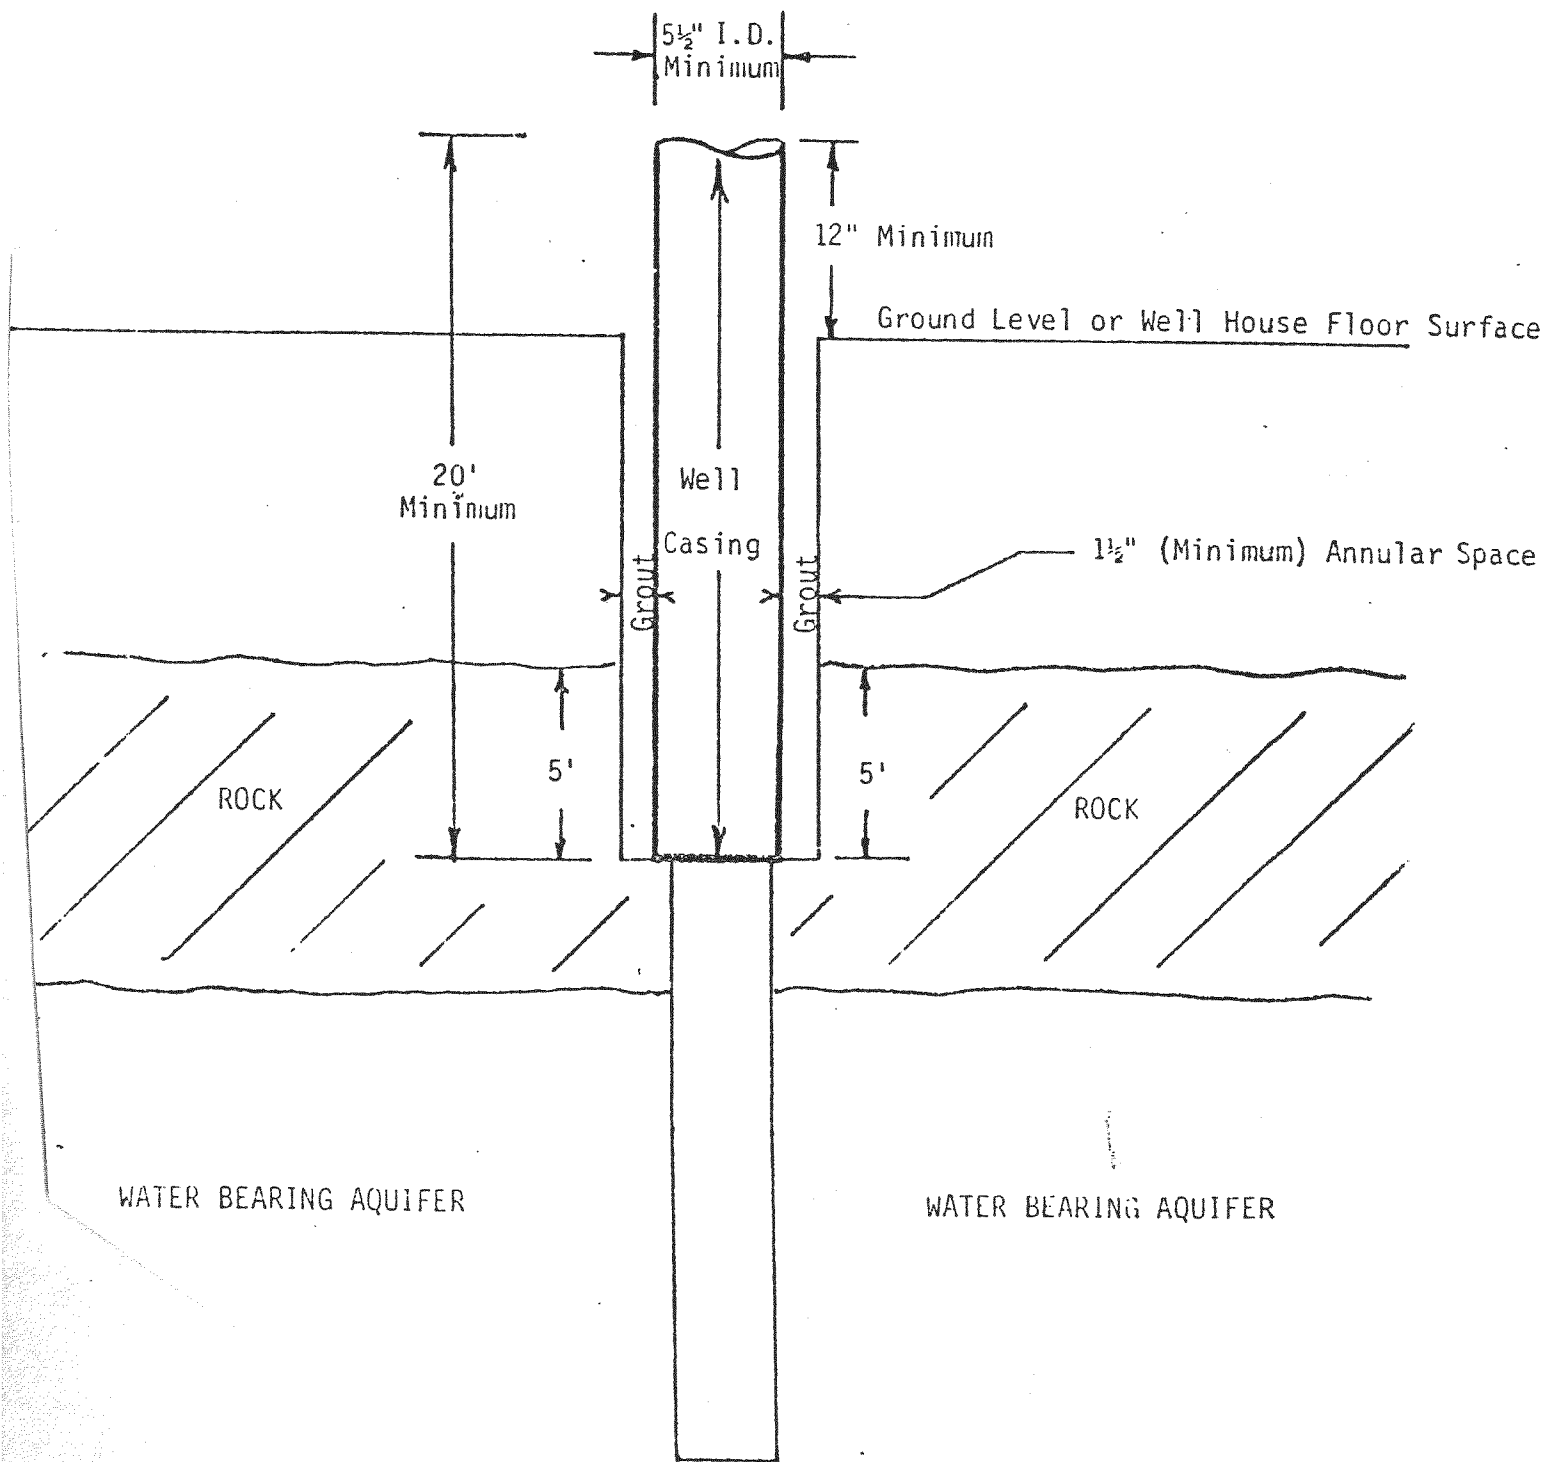 5½" I.D.
Minimum
12" Minimum
Ground Level or Well House Floor Surface
20'
Minimum
Well
Casing
Grout
Grout
1½" (Minimum) Annular Space
5'
5'
ROCK
ROCK
WATER BEARING AQUIFER
WATER BEARING AQUIFER